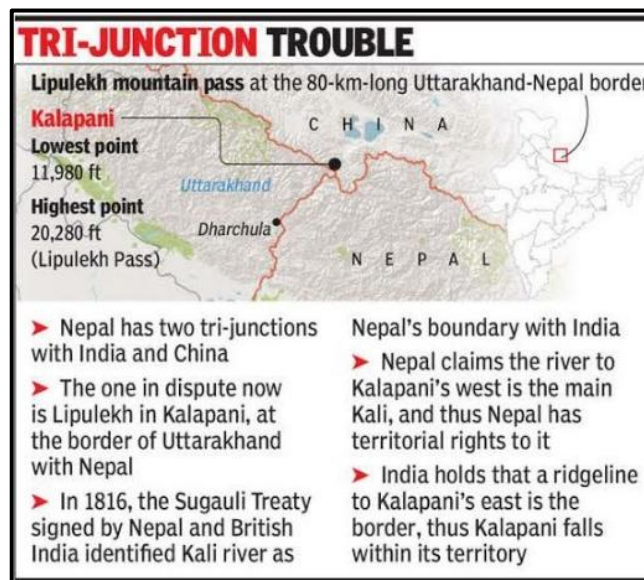 TRI-JUNCTION TROUBLE
Lipulekh mountain pass at the 80-km-long Uttarakhand-Nepal border
Kalapani
Lowest point
11,980 ft
Highest point
20,280 ft
(Lipulekh Pass)
CHINA
Uttarakhand
Dharchula
NEPAL
➤ Nepal has two tri-junctions
with India and China
➤ The one in dispute now
is Lipulekh in Kalapani, at
the border of Uttarakhand
with Nepal
➤ In 1816, the Sugauli Treaty
signed by Nepal and British
India identified Kali river as
Nepal's boundary with India
➤ Nepal claims the river to
Kalapani's west is the main
Kali, and thus Nepal has
territorial rights to it
➤ India holds that a ridgeline
to Kalapani's east is the
border, thus Kalapani falls
within its territory